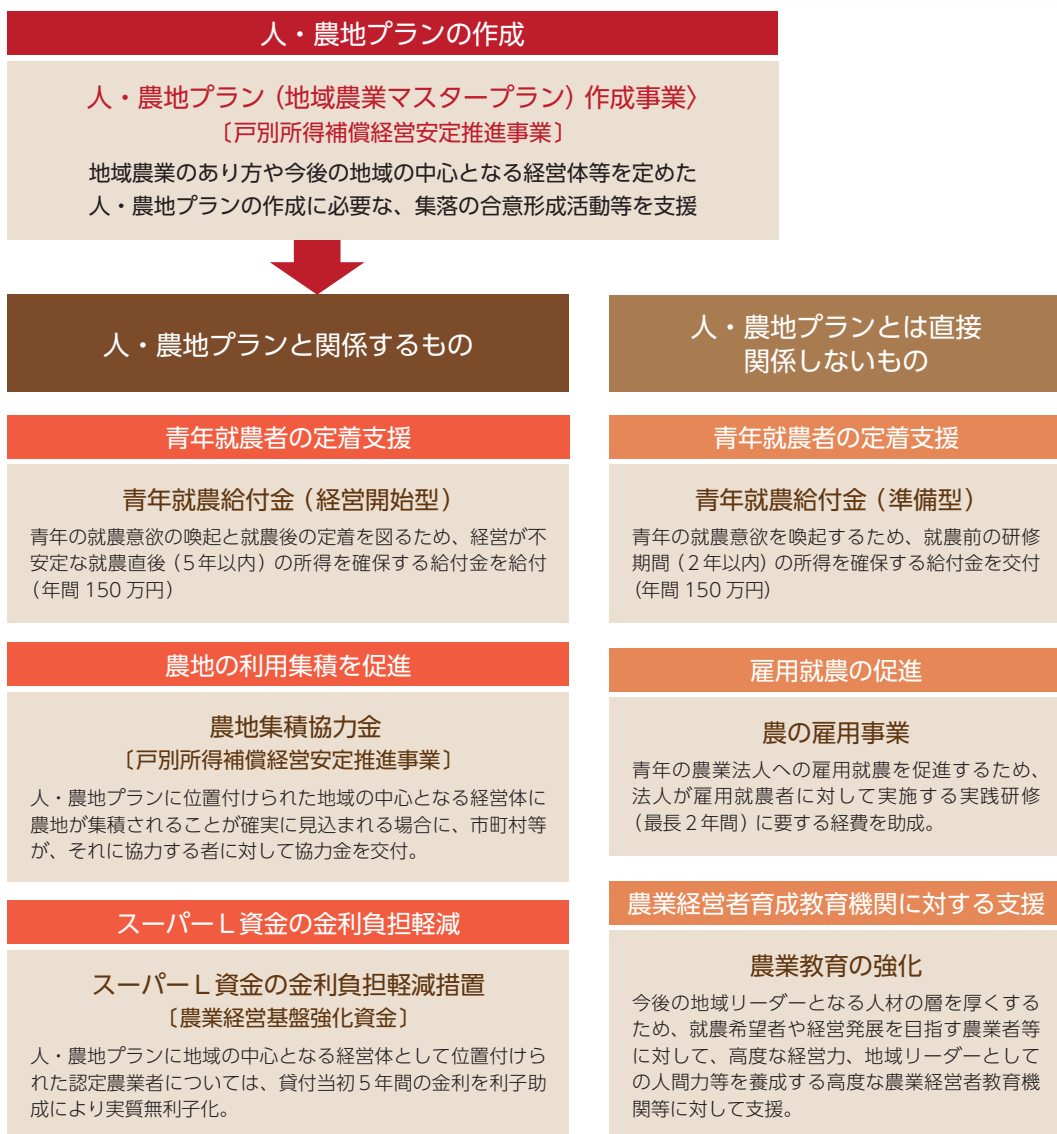 人・農地プランの作成
人・農地プラン（地域農業マスタープラン）作成事業〉
〔戸別所得補償経営安定推進事業〕
地域農業のあり方や今後の地域の中心となる経営体等を定めた
人・農地プランの作成に必要な、集落の合意形成活動等を支援
人・農地プランと関係するもの
青年就農者の定着支援
青年就農給付金（経営開始型）
青年の就農意欲の喚起と就農後の定着を図るため、経営が不
安定な就農直後（５年以内）の所得を確保する給付金を給付
（年間 150 万円）
農地の利用集積を促進
農地集積協力金
〔戸別所得補償経営安定推進事業〕
人・農地プランに位置付けられた地域の中心となる経営体に
農地が集積されることが確実に見込まれる場合に、市町村等
が、それに協力する者に対して協力金を交付。
スーパーＬ資金の金利負担軽減
スーパーＬ資金の金利負担軽減措置
〔農業経営基盤強化資金〕
人・農地プランに地域の中心となる経営体として位置付けら
れた認定農業者については、貸付当初５年間の金利を利子助
成により実質無利子化。
人・農地プランとは直接
関係しないもの
青年就農者の定着支援
青年就農給付金（準備型）
青年の就農意欲を喚起するため、就農前の研修
期間（２年以内）の所得を確保する給付金を交付
(年間 150 万円)
雇用就農の促進
農の雇用事業
青年の農業法人への雇用就農を促進するため、
法人が雇用就農者に対して実施する実践研修
（最長２年間）に要する経費を助成。
農業経営者育成教育機関に対する支援
農業教育の強化
今後の地域リーダーとなる人材の層を厚くする
ため、就農希望者や経営発展を目指す農業者等
に対して、高度な経営力、地域リーダーとして
の人間力等を養成する高度な農業経営者教育機
関等に対して支援。